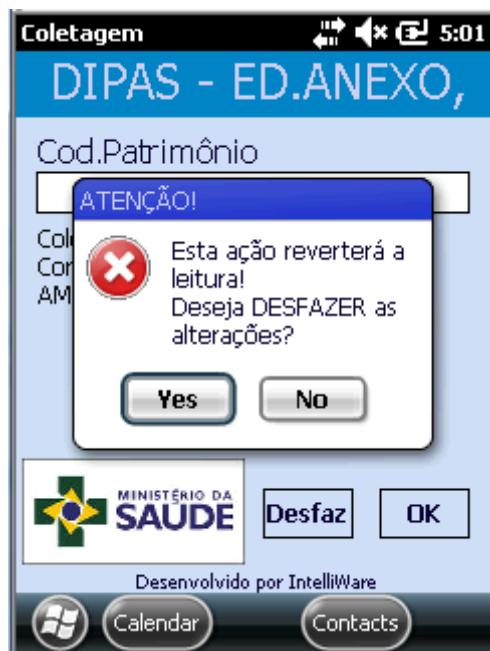 Coletagem 5:01
DIPAS - ED.ANEXO,
Cod.Patrimônio
ATENÇÃO!
Esta ação reverterá a
leitura!
Deseja DESFAZER as
alterações?
Yes No
MINISTÉRIO DA
SAÚDE
Desfaz OK
Desenvolvido por IntelliWare
Calendar Contacts